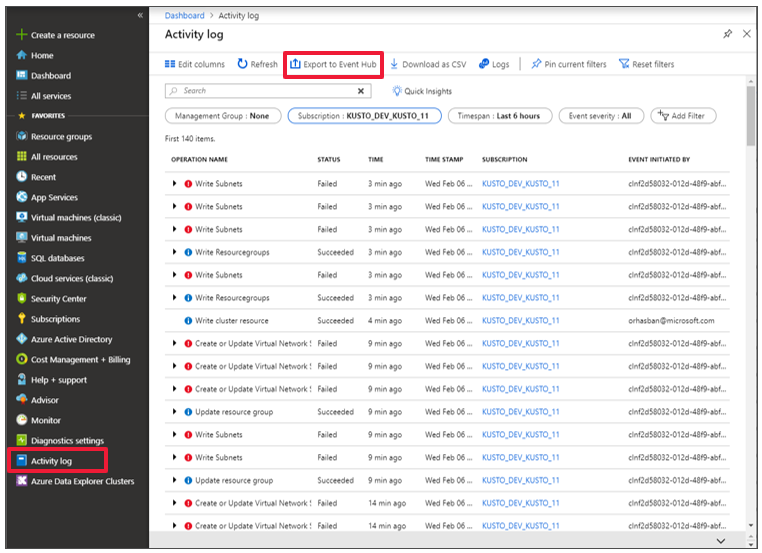 Dashboard > Activity log
Activity log
+ Create a resource
Home
Dashboard
All services
FAVORITES
Resource groups
All resources
Recent
App Services
Virtual machines (classic)
Virtual machines
SQL databases
Cloud services (classic)
Security Center
Subscriptions
Azure Active Directory
Cost Management + Billing
Help + support
Advisor
Monitor
Diagnostics settings
Activity log
Azure Data Explorer Clusters
Edit columns Refresh Export to Event Hub Download as CSV Logs Pin current filters Reset filters
Search Quick Insights
Management Group : None Subscription : KUSTO_DEV_KUSTO_11 Timespan : Last 6 hours Event severity : All Add Filter
First 140 items.
OPERATION NAME STATUS TIME TIME STAMP SUBSCRIPTION EVENT INITIATED BY
Write Subnets Failed 3 min ago Wed Feb 06 ... KUSTO_DEV_KUSTO_11 clnf2d58032-012d-48f9-abf...
Write Subnets Failed 3 min ago Wed Feb 06 ... KUSTO_DEV_KUSTO_11 clnf2d58032-012d-48f9-abf...
Write Subnets Failed 3 min ago Wed Feb 06 ... KUSTO_DEV_KUSTO_11 clnf2d58032-012d-48f9-abf...
Write Resourcegroups Succeeded 3 min ago Wed Feb 06 ... KUSTO_DEV_KUSTO_11 clnf2d58032-012d-48f9-abf...
Write Subnets Failed 3 min ago Wed Feb 06 ... KUSTO_DEV_KUSTO_11 clnf2d58032-012d-48f9-abf...
Write Resourcegroups Succeeded 3 min ago Wed Feb 06 ... KUSTO_DEV_KUSTO_11 clnf2d58032-012d-48f9-abf...
Write cluster resource Succeeded 4 min ago Wed Feb 06 ... KUSTO_DEV_KUSTO_11 orhasban@microsoft.com
Create or Update Virtual Network S Failed 9 min ago Wed Feb 06 ... KUSTO_DEV_KUSTO_11 clnf2d58032-012d-48f9-abf...
Create or Update Virtual Network S Failed 9 min ago Wed Feb 06 ... KUSTO_DEV_KUSTO_11 clnf2d58032-012d-48f9-abf...
Create or Update Virtual Network S Failed 9 min ago Wed Feb 06 ... KUSTO_DEV_KUSTO_11 clnf2d58032-012d-48f9-abf...
Update resource group Succeeded 9 min ago Wed Feb 06 ... KUSTO_DEV_KUSTO_11 clnf2d58032-012d-48f9-abf...
Write Subnets Failed 9 min ago Wed Feb 06 ... KUSTO_DEV_KUSTO_11 clnf2d58032-012d-48f9-abf...
Write Subnets Failed 9 min ago Wed Feb 06 ... KUSTO_DEV_KUSTO_11 clnf2d58032-012d-48f9-abf...
Update resource group Succeeded 9 min ago Wed Feb 06 ... KUSTO_DEV_KUSTO_11 clnf2d58032-012d-48f9-abf...
Create or Update Virtual Network S Failed 14 min ago Wed Feb 06 ... KUSTO_DEV_KUSTO_11 clnf2d58032-012d-48f9-abf...
Create or Update Virtual Network S Failed 14 min ago Wed Feb 06 ... KUSTO_DEV_KUSTO_11 clnf2d58032-012d-48f9-abf...